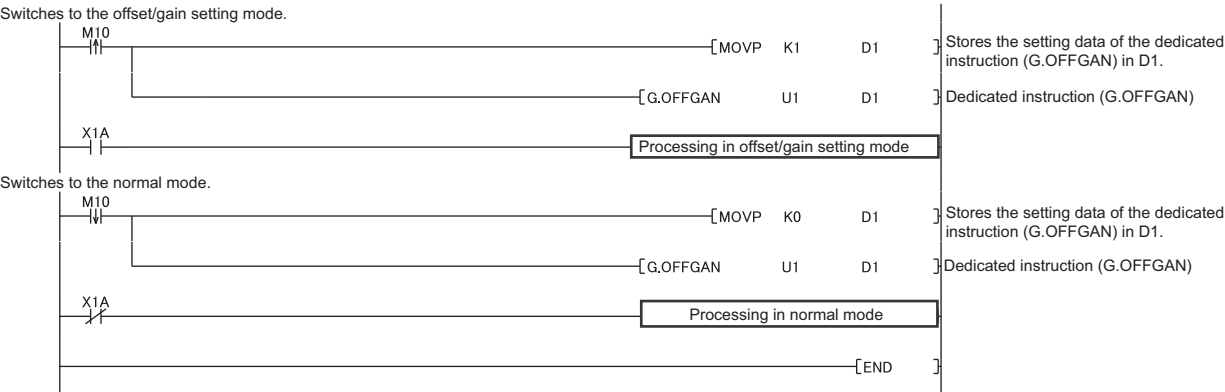 Switches to the offset/gain setting mode.
M10
MOVP K1 D1
Stores the setting data of the dedicated
instruction (G.OFFGAN) in D1.
G.OFFGAN U1 D1
Dedicated instruction (G.OFFGAN)
X1A
Processing in offset/gain setting mode
Switches to the normal mode.
M10
MOVP K0 D1
Stores the setting data of the dedicated
instruction (G.OFFGAN) in D1.
G.OFFGAN U1 D1
Dedicated instruction (G.OFFGAN)
X1A
Processing in normal mode
END